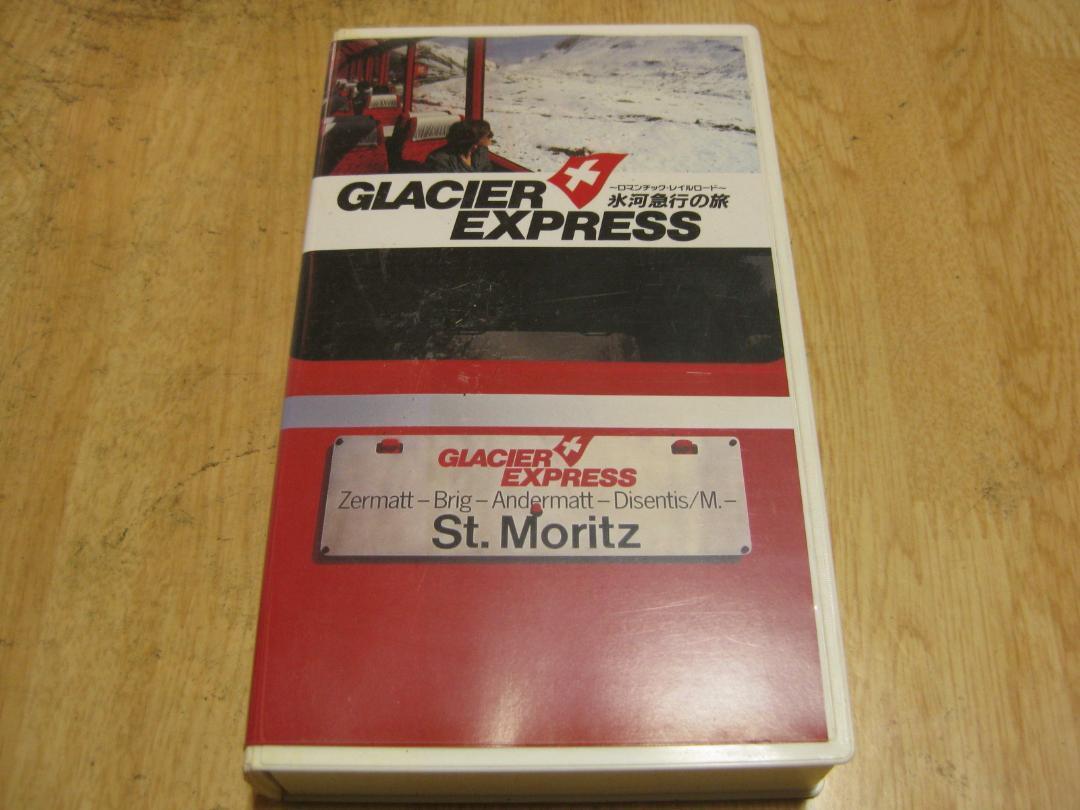 GLACIER
EXPRESS
～ロマンチック・レイルロード～
氷河急行の旅
GLACIER
EXPRESS
Zermatt – Brig – Andermatt – Disentis/M. –
St. Moritz